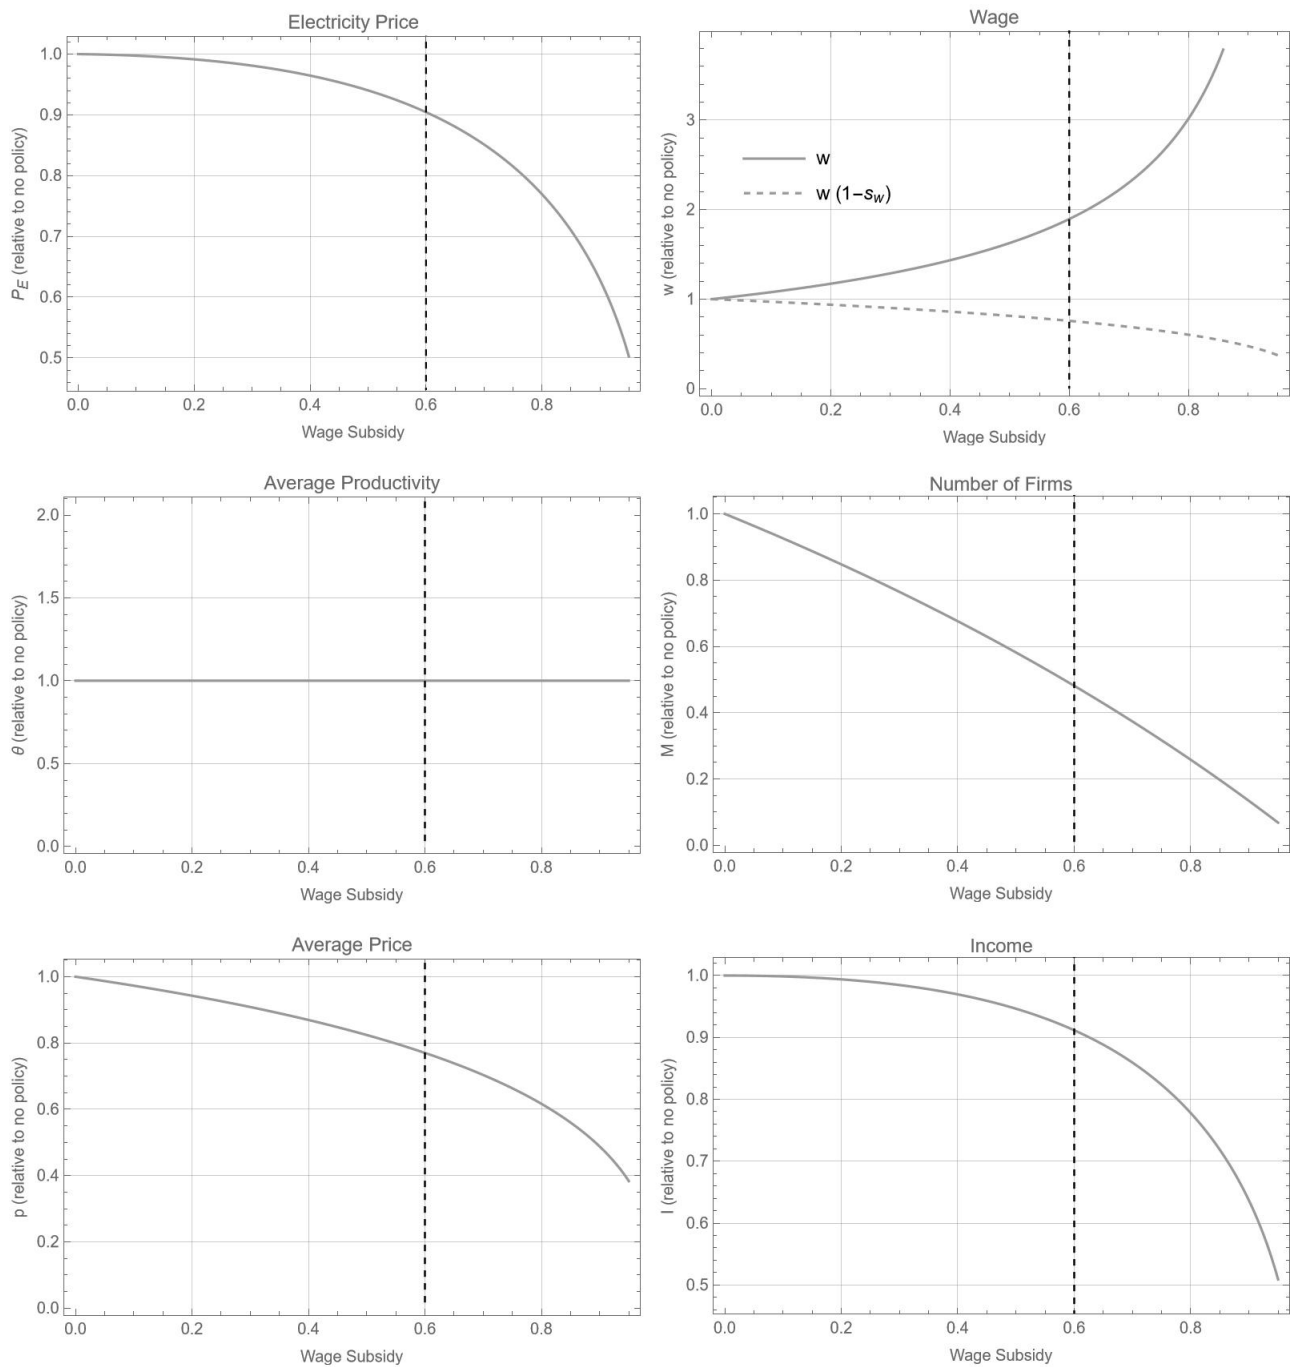 Electricity Price
P_E (relative to no policy)
1.0
0.9
0.8
0.7
0.6
0.5
0.0 0.2 0.4 0.6 0.8
Wage Subsidy
Wage
w (relative to no policy)
3
2
1
0
w
w (1−s_w)
0.0 0.2 0.4 0.6 0.8
Wage Subsidy
Average Productivity
θ (relative to no policy)
2.0
1.5
1.0
0.5
0.0
0.0 0.2 0.4 0.6 0.8
Wage Subsidy
Number of Firms
M (relative to no policy)
1.0
0.8
0.6
0.4
0.2
0.0
0.0 0.2 0.4 0.6 0.8
Wage Subsidy
Average Price
p (relative to no policy)
1.0
0.8
0.6
0.4
0.2
0.0
0.0 0.2 0.4 0.6 0.8
Wage Subsidy
Income
I (relative to no policy)
1.0
0.9
0.8
0.7
0.6
0.5
0.0 0.2 0.4 0.6 0.8
Wage Subsidy